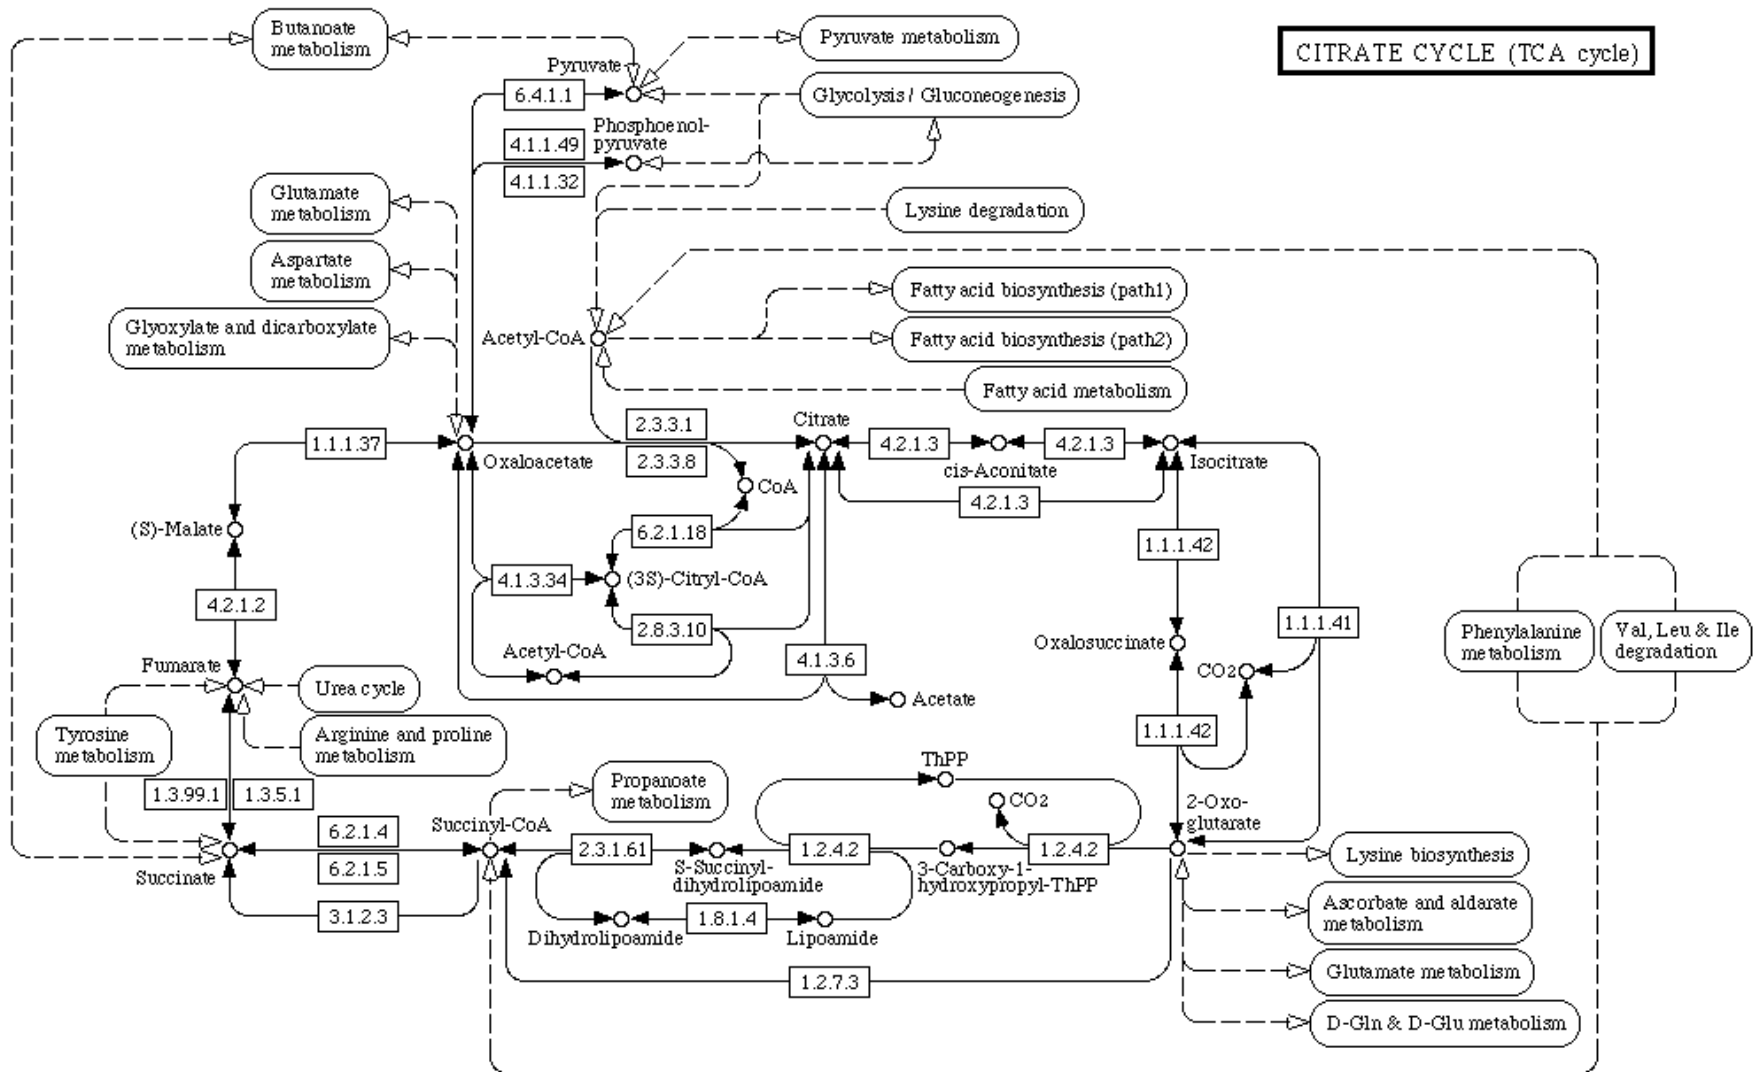 Butanoate
metabolism
Pyruvate metabolism
CITRATE CYCLE (TCA cycle)
Pyruvate
6.4.1.1
Glycolysis / Gluconeogenesis
Phosphoenol-
pyruvate
4.1.1.49
4.1.1.32
Glutamate
metabolism
Lysine degradation
Aspartate
metabolism
Fatty acid biosynthesis (path1)
Glyoxylate and dicarboxylate
metabolism
Acetyl-CoA
Fatty acid biosynthesis (path2)
Fatty acid metabolism
1.1.1.37
Oxaloacetate
2.3.3.1
2.3.3.8
Citrate
4.2.1.3
cis-Aconitate
4.2.1.3
Isocitrate
CoA
4.2.1.3
(S)-Malate
6.2.1.18
1.1.1.42
4.1.3.34
(3S)-Citryl-CoA
4.2.1.2
2.8.3.10
1.1.1.41
Phenylalanine
metabolism
Val, Leu & Ile
degradation
Oxalosuccinate
Acetyl-CoA
4.1.3.6
CO2
Fumarate
Urea cycle
Acetate
Tyrosine
metabolism
Arginine and proline
metabolism
1.1.1.42
ThPP
1.3.99.1
1.3.5.1
Propanoate
metabolism
CO2
2-Oxo-
glutarate
6.2.1.4
6.2.1.5
Succinyl-CoA
2.3.1.61
1.2.4.2
1.2.4.2
Lysine biosynthesis
Succinate
S-Succinyl-
dihydrolipoamide
3-Carboxy-1-
hydroxypropyl-ThPP
3.1.2.3
1.8.1.4
Dihydrolipoamide
Lipoamide
Ascorbate and aldarate
metabolism
1.2.7.3
Glutamate metabolism
D-Gln & D-Glu metabolism